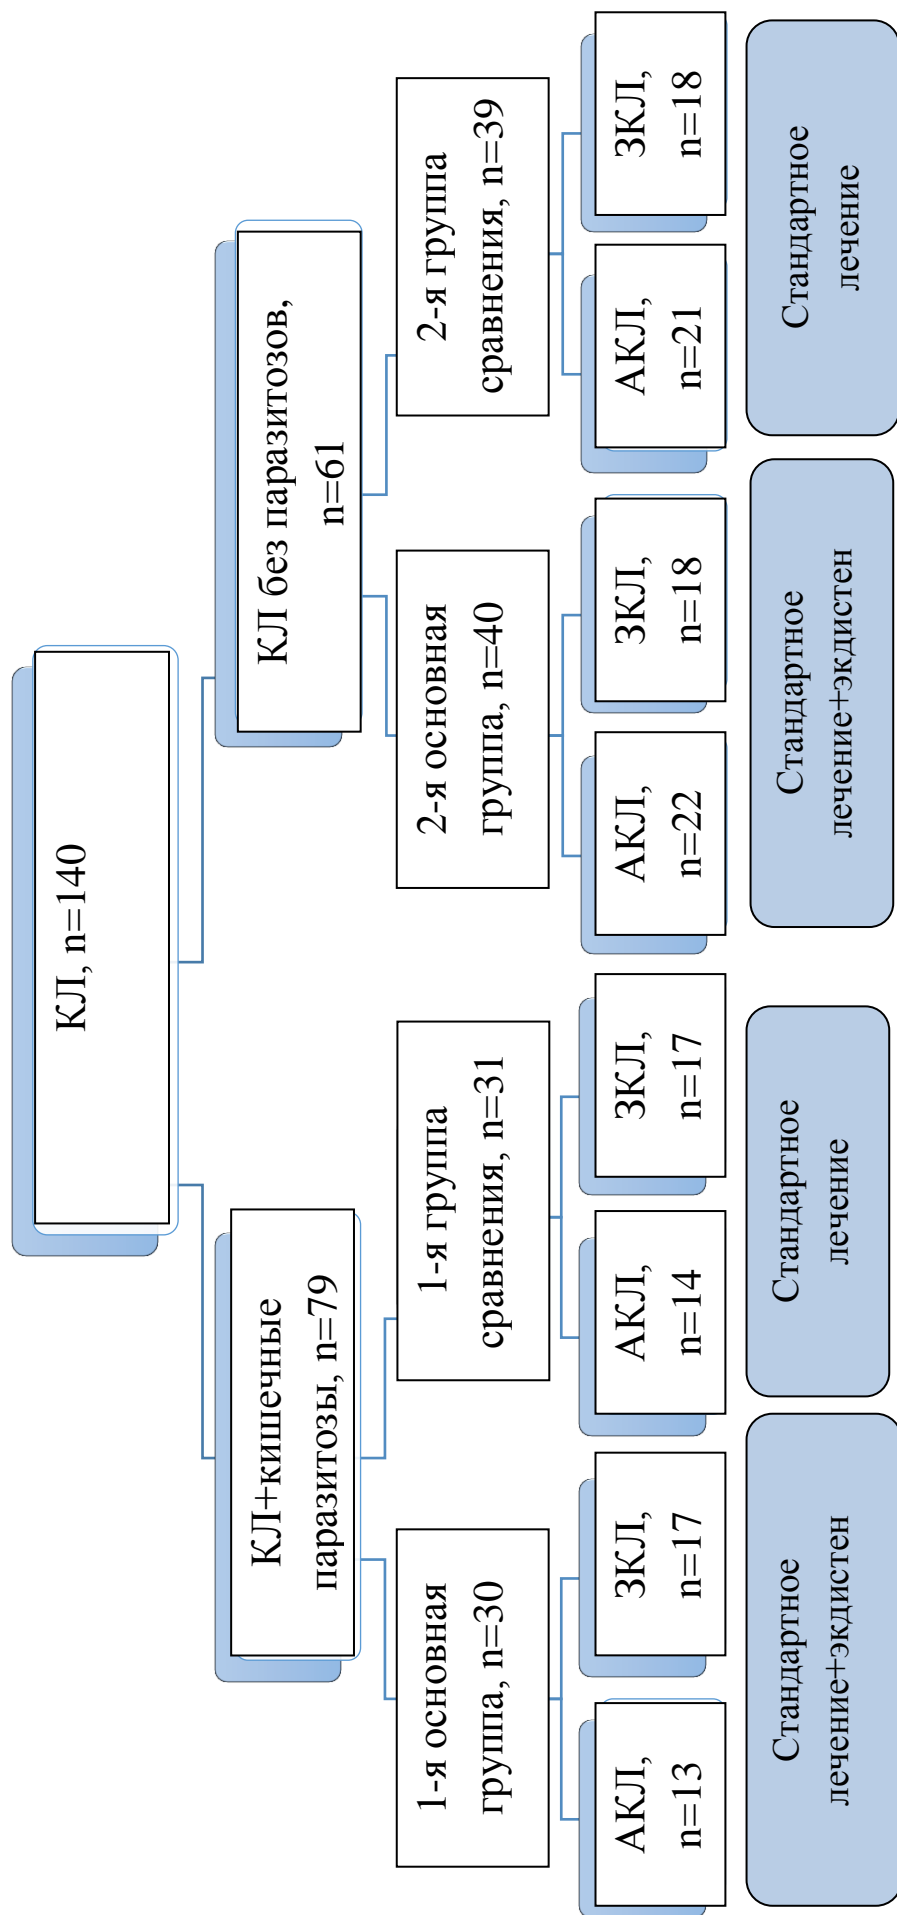 КЛ, n=140
КЛ+кишечные
паразитозы, n=79
КЛ без паразитозов,
n=61
1-я основная
группа, n=30
1-я группа
сравнения, n=31
2-я основная
группа, n=40
2-я группа
сравнения, n=39
АКЛ,
n=13
ЗКЛ,
n=17
АКЛ,
n=14
ЗКЛ,
n=17
АКЛ,
n=22
ЗКЛ,
n=18
АКЛ,
n=21
ЗКЛ,
n=18
Стандартное
лечение+экдистен
Стандартное
лечение
Стандартное
лечение+экдистен
Стандартное
лечение